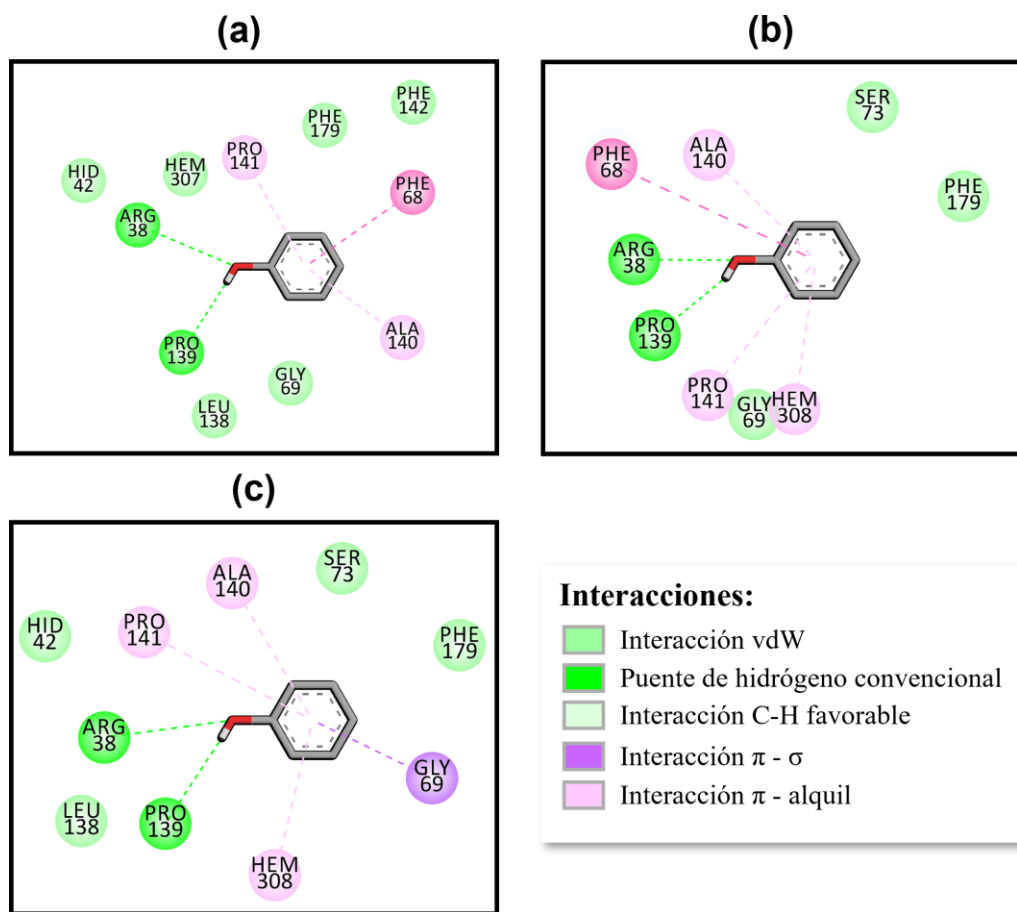 (a)
PHE
142
PHE
179
PRO
141
HEM
307
HID
42
PHE
68
ARG
38
PRO
139
ALA
140
GLY
69
LEU
138
(b)
SER
73
ALA
140
PHE
68
PHE
179
ARG
38
PRO
139
PRO
141
GLY
69
HEM
308
(c)
SER
73
ALA
140
PRO
141
HID
42
PHE
179
ARG
38
GLY
69
LEU
138
PRO
139
HEM
308
Interacciones:
Interacción vdW
Puente de hidrógeno convencional
Interacción C-H favorable
Interacción π - σ
Interacción π - alquil